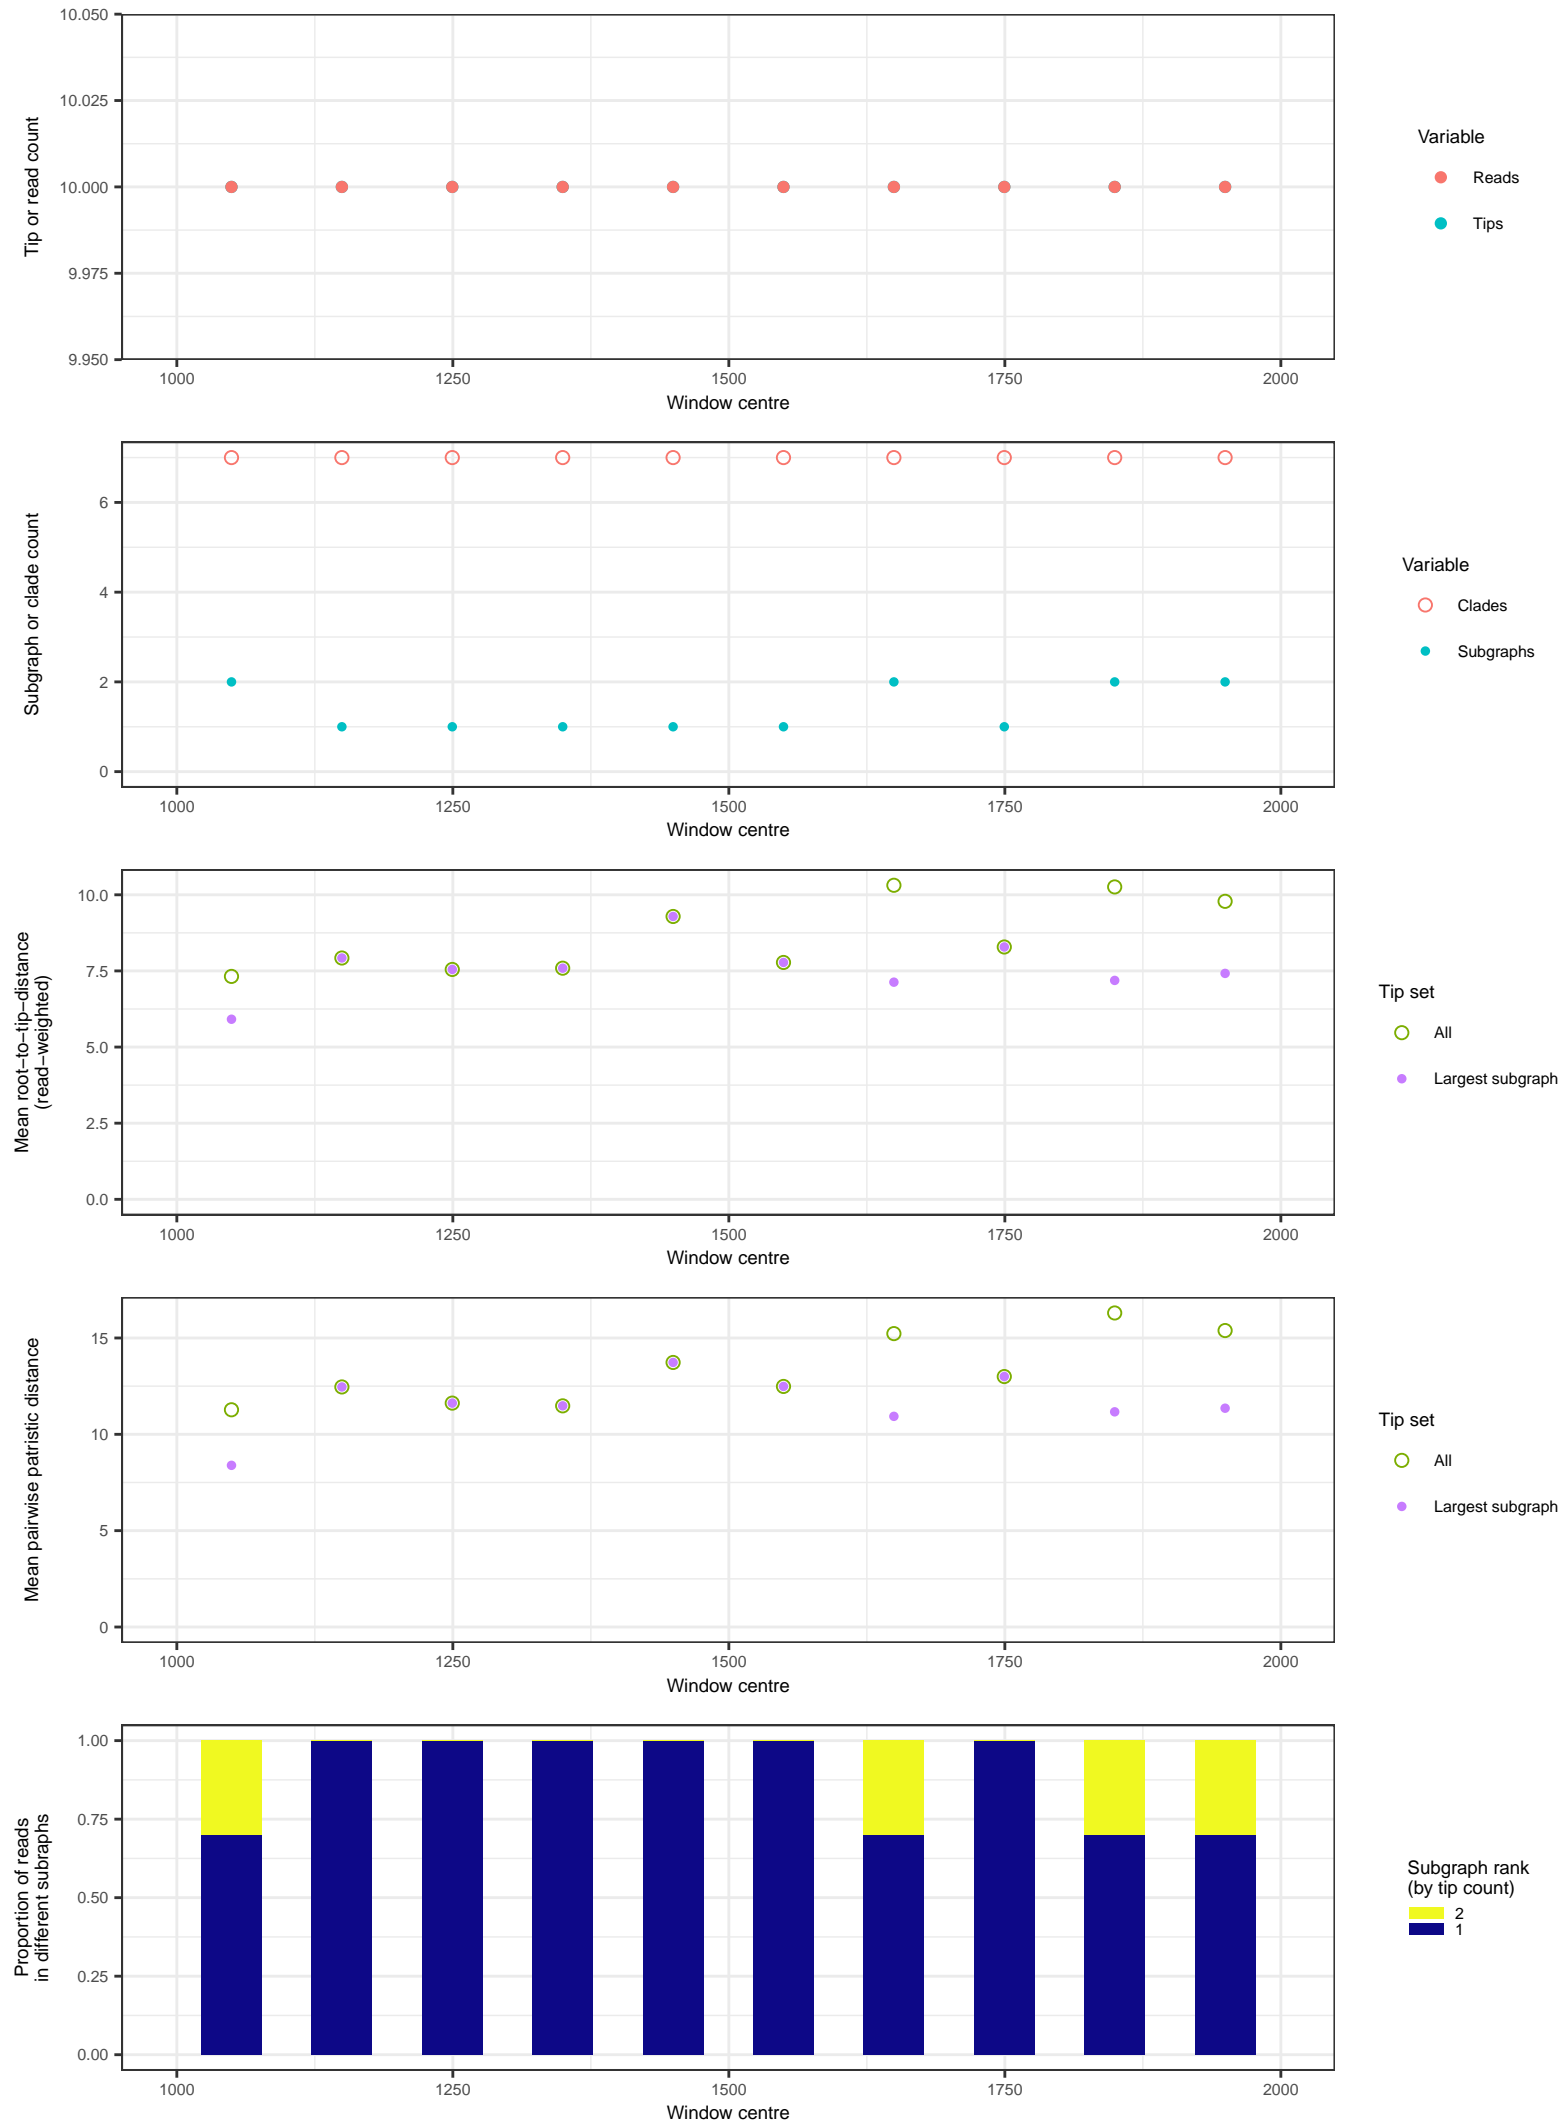 10.050
10.025
10.000
9.975
9.950
Tip or read count
1000 1250 1500 1750 2000
Window centre
Variable
Reads
Tips
6
4
2
0
Subgraph or clade count
1000 1250 1500 1750 2000
Window centre
Variable
Clades
Subgraphs
10.0
7.5
5.0
2.5
0.0
Mean root−to−tip−distance
(read−weighted)
1000 1250 1500 1750 2000
Window centre
Tip set
All
Largest subgraph
15
10
5
0
Mean pairwise patristic distance
1000 1250 1500 1750 2000
Window centre
Tip set
All
Largest subgraph
1.00
0.75
0.50
0.25
0.00
Proportion of reads
in different subraphs
1000 1250 1500 1750 2000
Window centre
Subgraph rank
(by tip count)
2
1